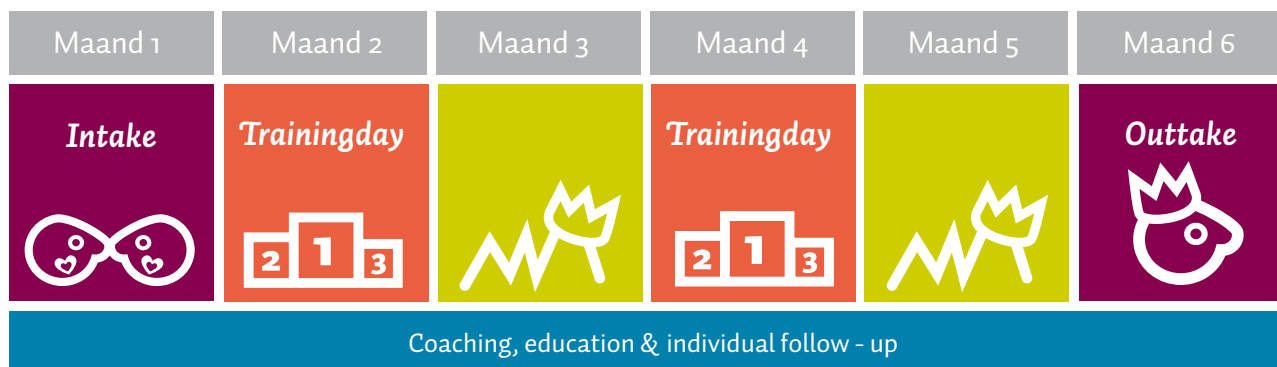 Maand 1
Maand 2
Maand 3
Maand 4
Maand 5
Maand 6
Intake
Trainingday
Trainingday
Outtake
2 1 3
2 1 3
Coaching, education & individual follow - up